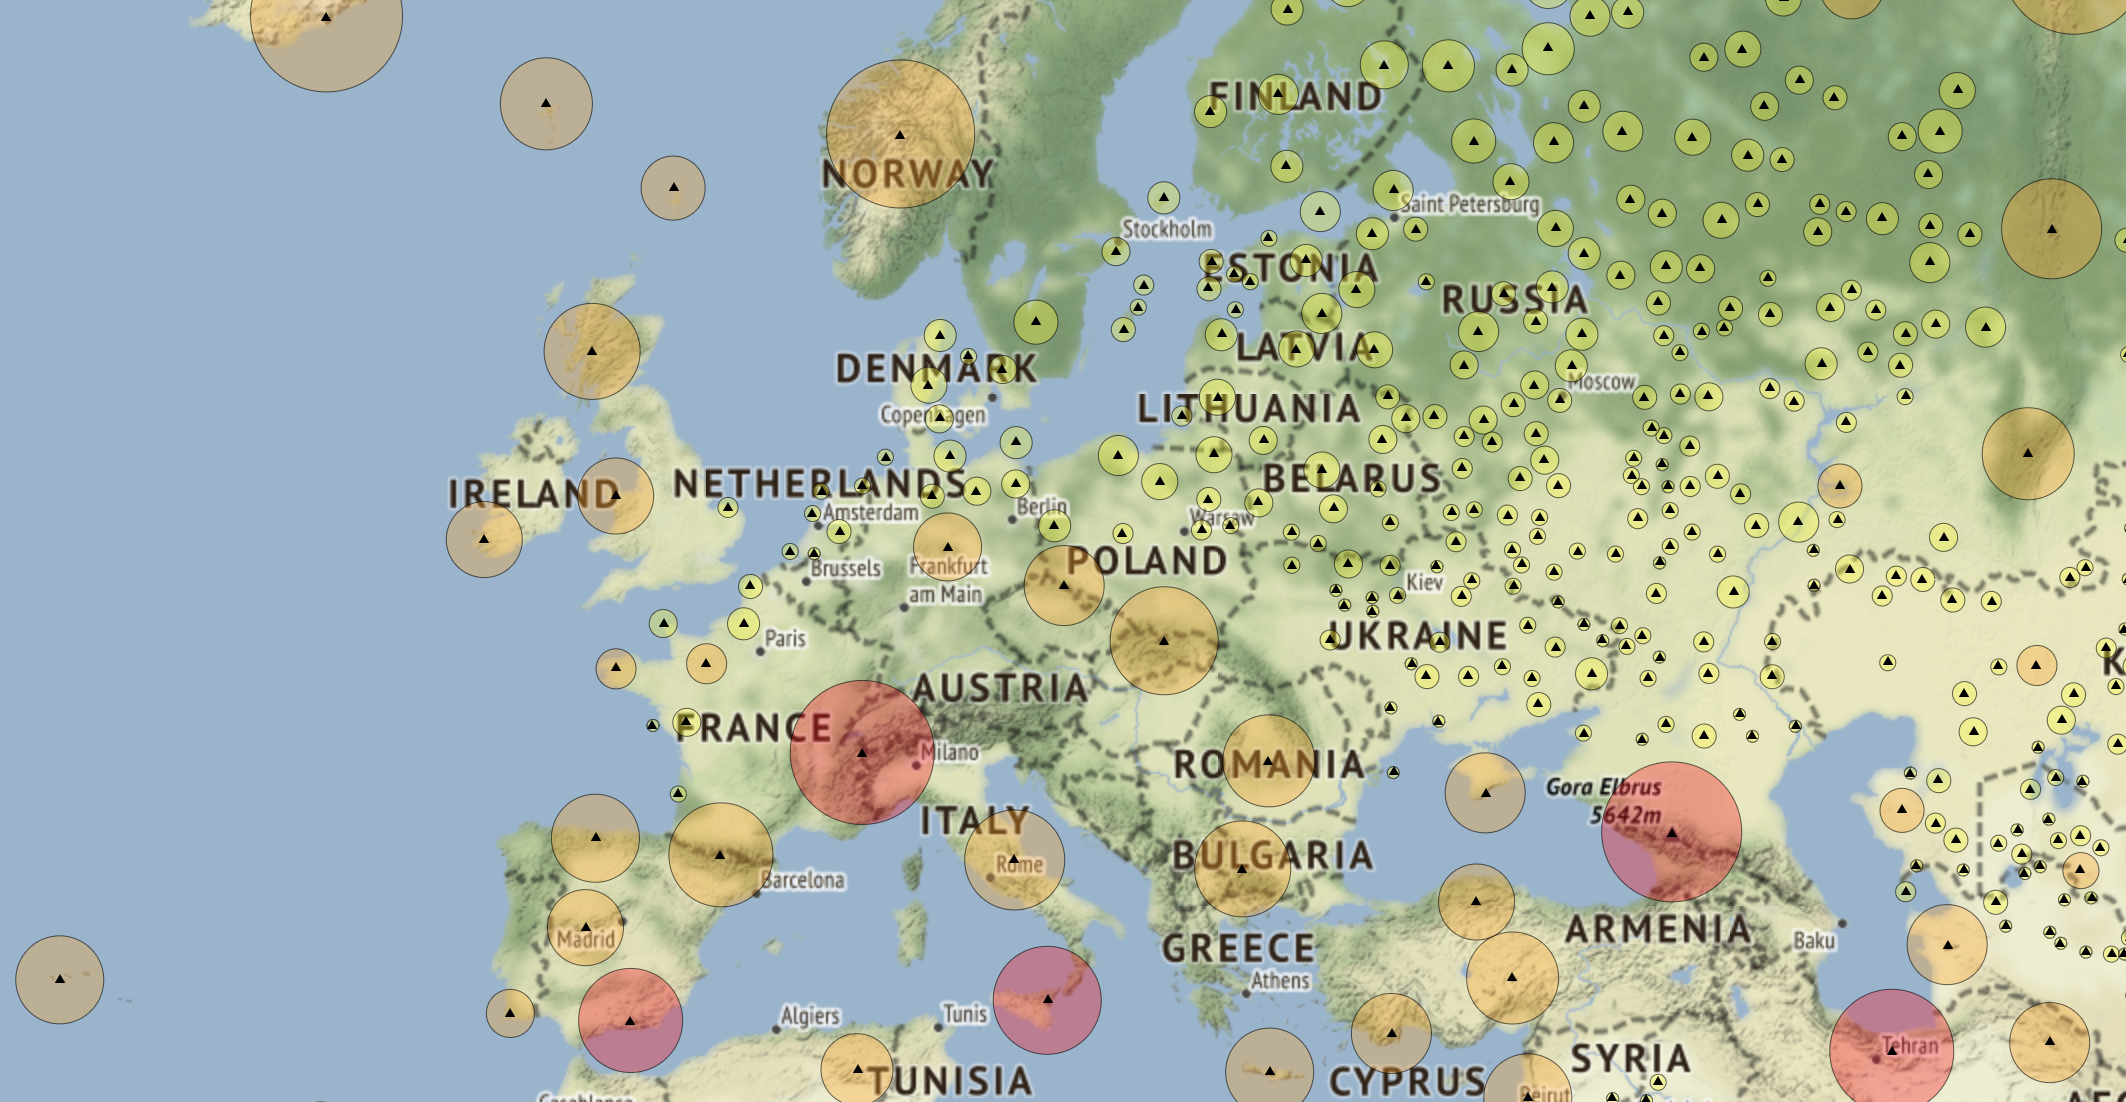 FINLAND
NORWAY
Saint Petersburg
Stockholm
ESTONIA
RUSSIA
LATVIA
DENMARK
Moscow
Copenhagen
LITHUANIA
NETHERLANDS
BELARUS
IRELAND
Berlin
Amsterdam
Warsaw
POLAND
Brussels
Frankfurt
am Main
Kiev
Paris
UKRAINE
K
AUSTRIA
FRANCE
Milano
ROMANIA
Gora Elbrus
5642m
ITALY
Rome
BULGARIA
Barcelona
ARMENIA
Madrid
Baku
GREECE
Athens
Algiers
Tunis
Tehran
SYRIA
TUNISIA
CYPRUS
Beirut
Casablanca